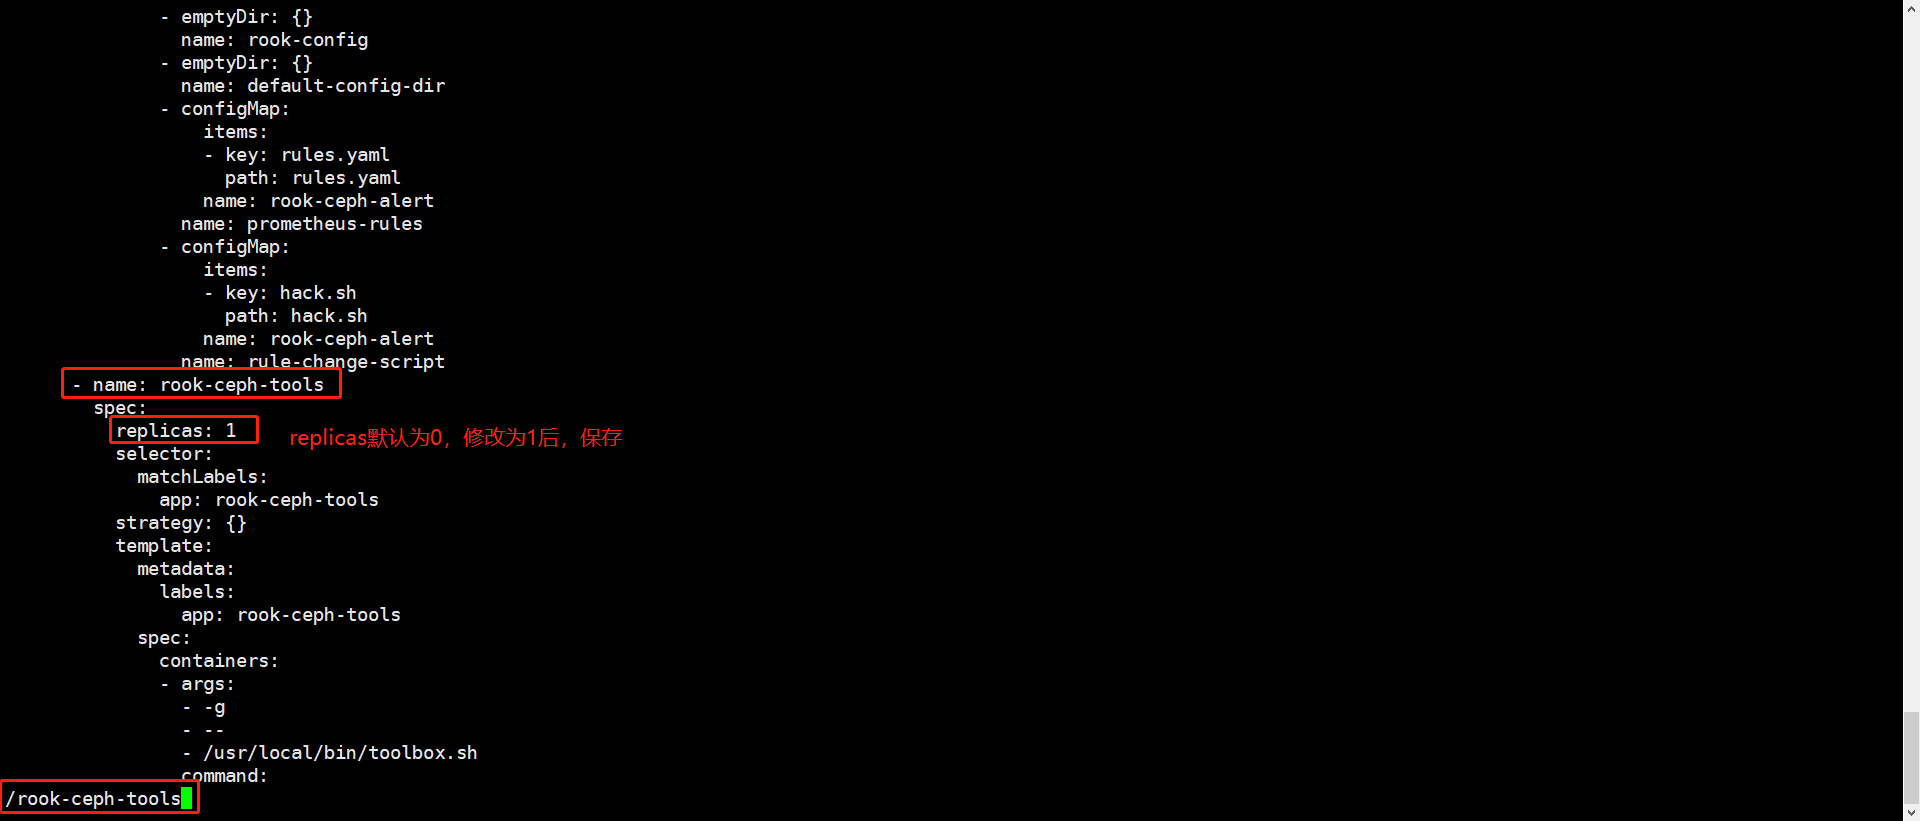 - emptyDir: {}
name: rook-config
- emptyDir: {}
name: default-config-dir
- configMap:
items:
- key: rules.yaml
path: rules.yaml
name: rook-ceph-alert
name: prometheus-rules
- configMap:
items:
- key: hack.sh
path: hack.sh
name: rook-ceph-alert
name: rule-change-script
- name: rook-ceph-tools
spec:
replicas: 1
replicas默认为0，修改为1后，保存
selector:
matchLabels:
app: rook-ceph-tools
strategy: {}
template:
metadata:
labels:
app: rook-ceph-tools
spec:
containers:
- args:
- -g
- --
- /usr/local/bin/toolbox.sh
command:
/rook-ceph-tools